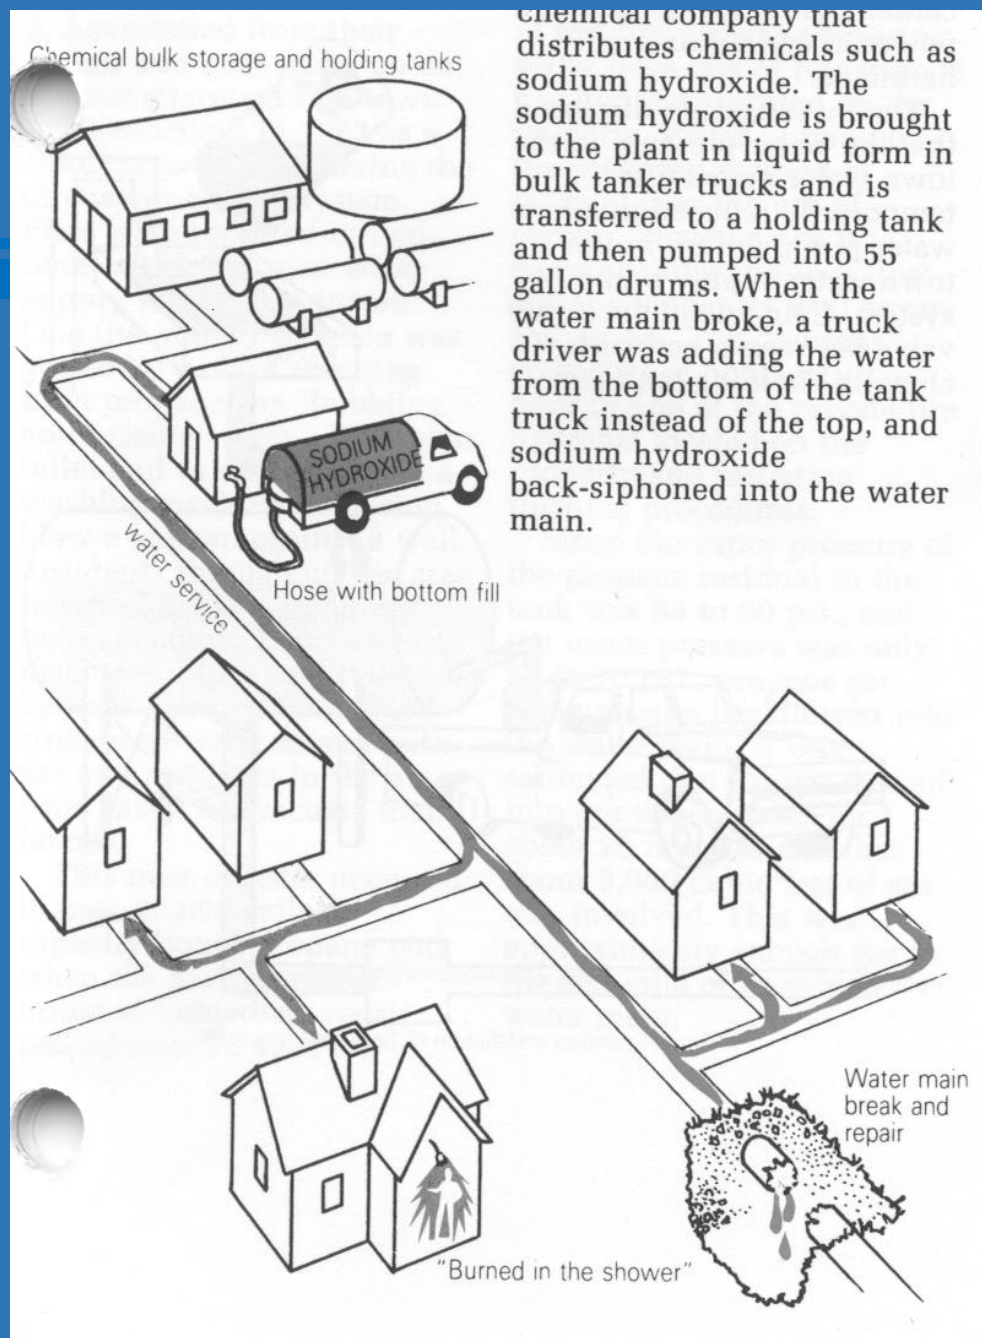 chemical company that
distributes chemicals such as
sodium hydroxide. The
sodium hydroxide is brought
to the plant in liquid form in
bulk tanker trucks and is
transferred to a holding tank
and then pumped into 55
gallon drums. When the
water main broke, a truck
driver was adding the water
from the bottom of the tank
truck instead of the top, and
sodium hydroxide
back-siphoned into the water
main.
Chemical bulk storage and holding tanks
SODIUM
HYDROXIDE
Hose with bottom fill
water service
Water main
break and
repair
"Burned in the shower"